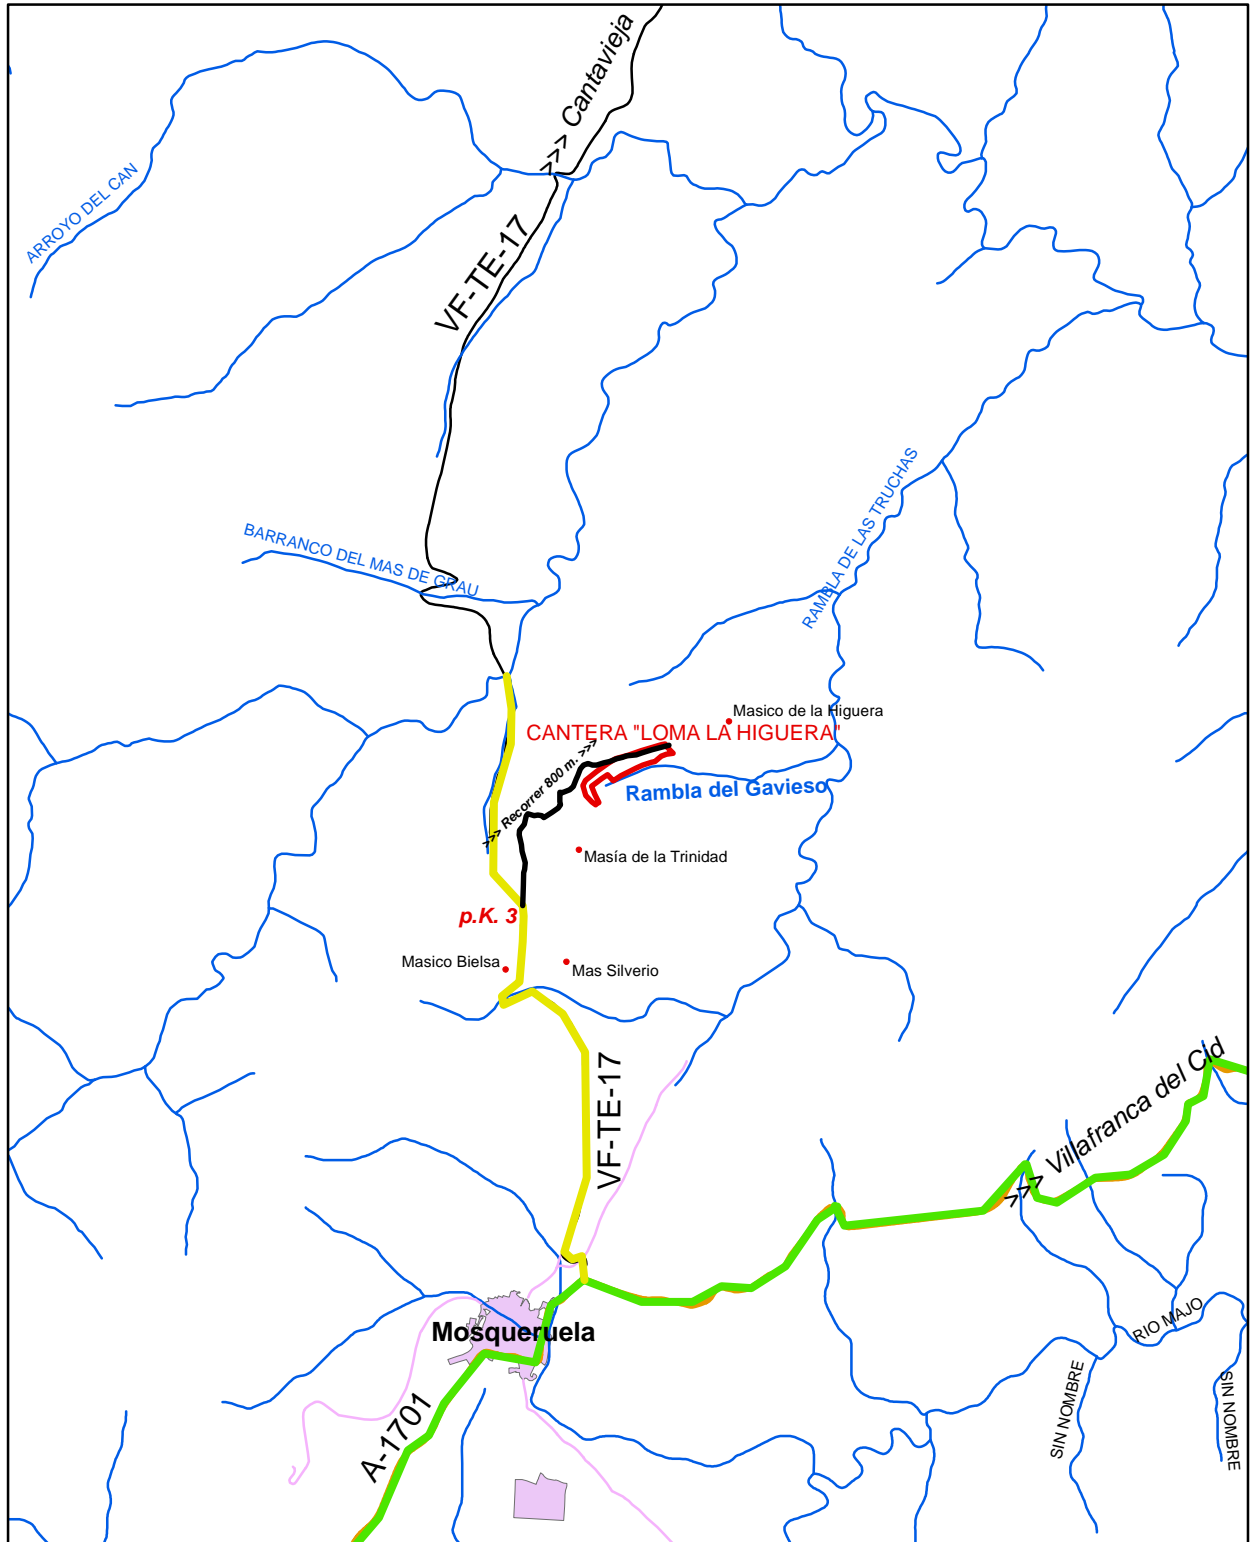 >>> Cantavieja
ARROYO DEL CAN
VF-TE-17
RAMBLA DE LAS TRUCHAS
BARRANCO DEL MAS DE GRAU
Masico de la Higuera
CANTERA "LOMA LA HIGUERA"
>>> Recorrer 800 m. >>>
Rambla del Gavieso
Masía de la Trinidad
p.K. 3
Masico Bielsa
Mas Silverio
VF-TE-17
>>> Villafranca del Cid
Mosqueruela
RIO MAJO
SIN NOMBRE
SIN NOMBRE
A-1701